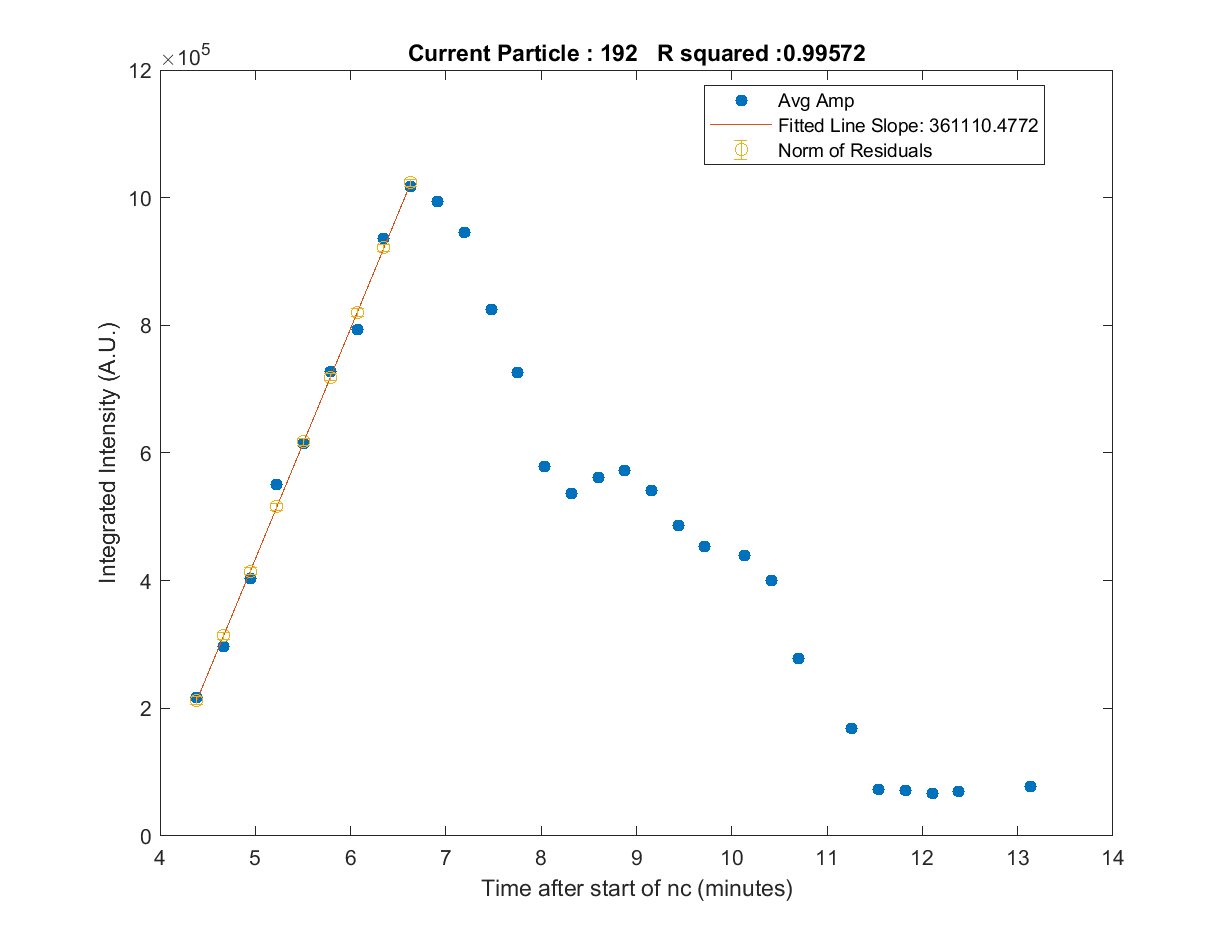 Current Particle : 192 R squared :0.99572
×10^5
Avg Amp
Fitted Line Slope: 361110.4772
Norm of Residuals
12
10
8
6
4
2
0
Integrated Intensity (A.U.)
4 5 6 7 8 9 10 11 12 13 14
Time after start of nc (minutes)